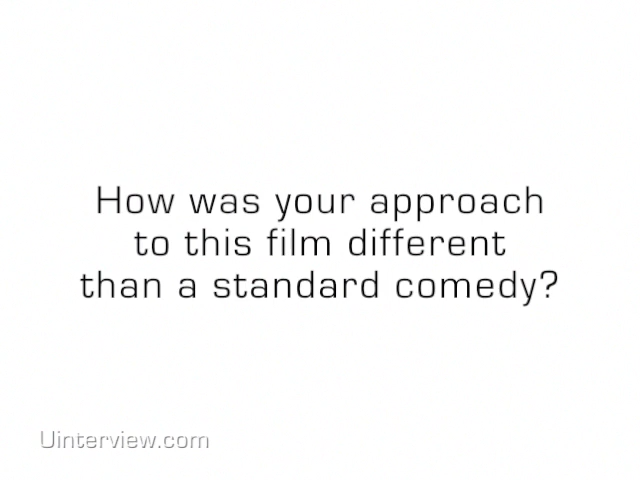 How was your approach
to this film different
than a standard comedy?
Uinterview.com